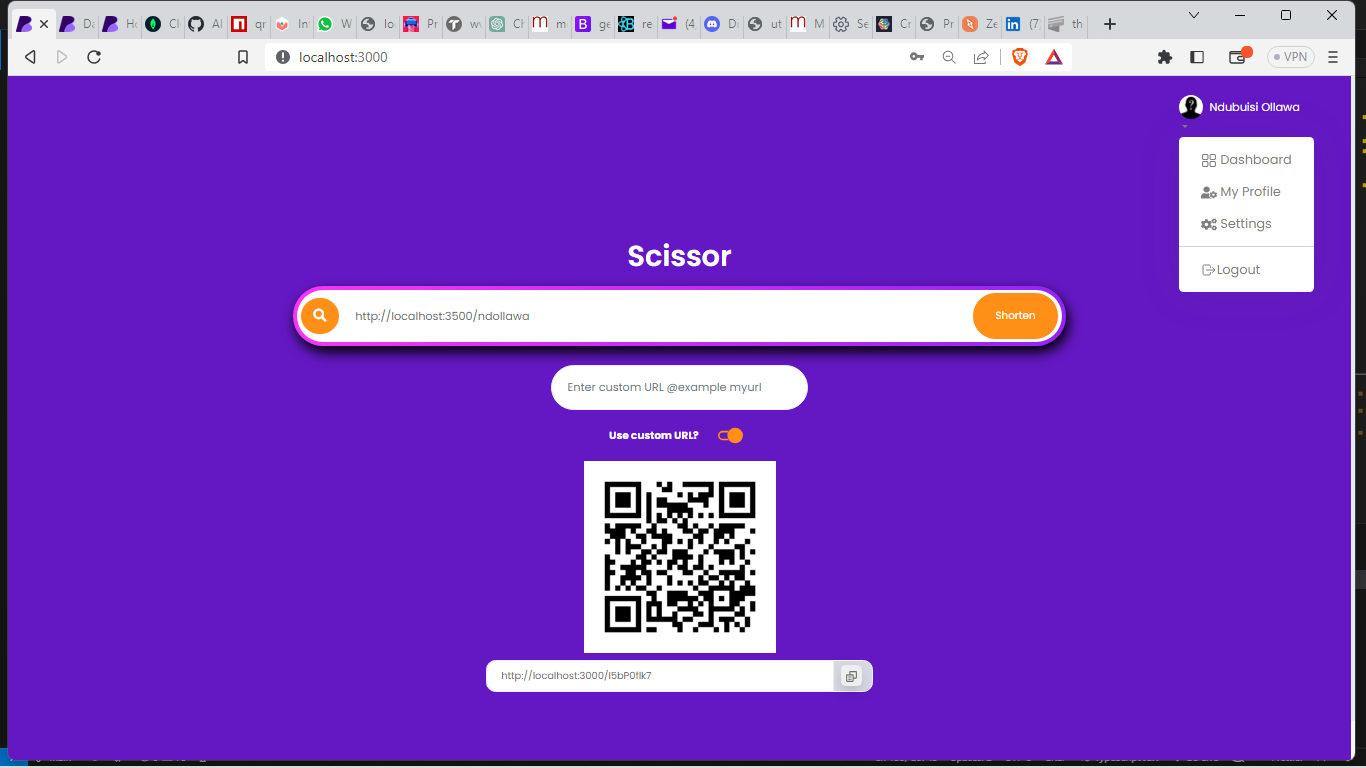 Da
Ho
Cl
Al
qr
In
W
lo
Pr
wv
Cl
m
ge
re
(4
Di
ut
M
Se
Cr
Pr
Ze
(7
th
localhost:3000
VPN
Ndubuisi Ollawa
Dashboard
My Profile
Settings
Logout
Scissor
http://localhost:3500/ndollawa
Shorten
Enter custom URL @example myurl
Use custom URL?
http://localhost:3000/I5bP0fIk7